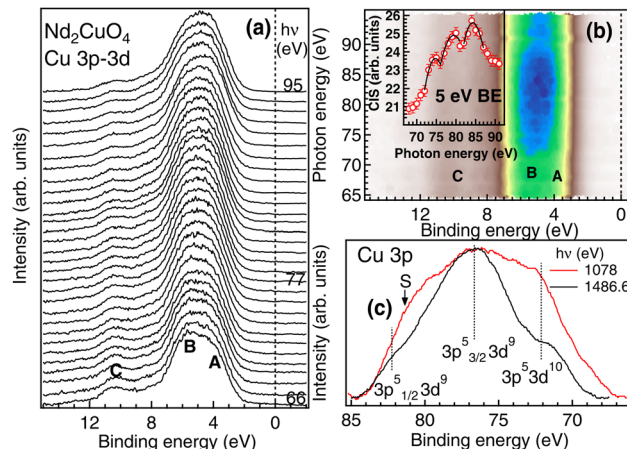 Nd2CuO4
Cu 3p-3d
(a)
hν
(eV)
95
77
66
C
B
A
Intensity (arb. units)
12 8 4 0
Binding energy (eV)
(b)
26
25
24
23
22
21
CIS (arb. units)
5 eV BE
70 75 80 85 90
Photon energy (eV)
C
B
A
Photon energy (eV)
90
85
80
75
70
65
12 8 4 0
Binding energy (eV)
Cu 3p
hν (eV)
1078
1486.6
S
(c)
3p5 3/2 3d9
3p5 3d10
3p5 1/2 3d9
Intensity (arb. units)
85 80 75 70
Binding energy (eV)